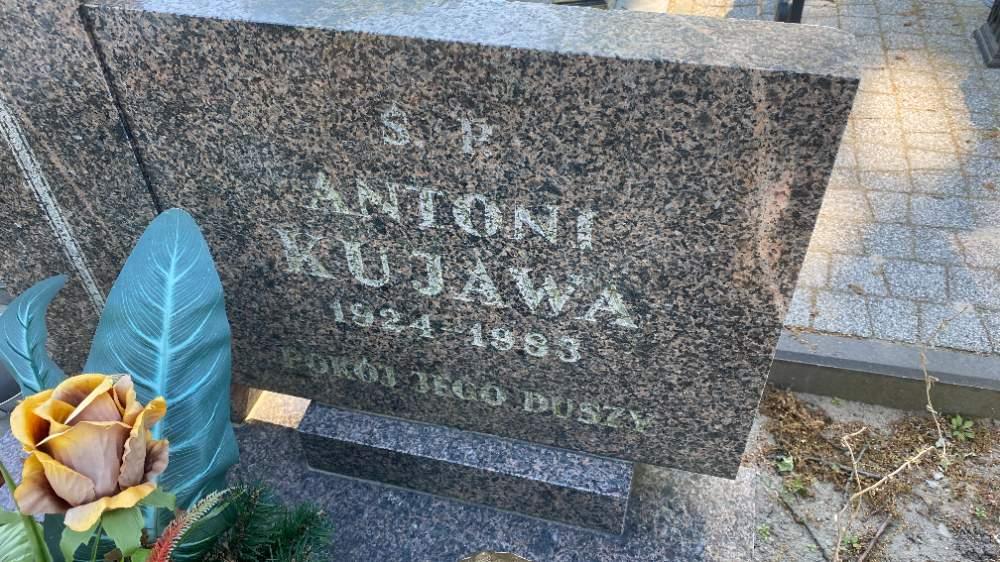 Ś. P.
ANTONI
KUJAWA
1924-1983
POKÓJ JEGO DUSZY